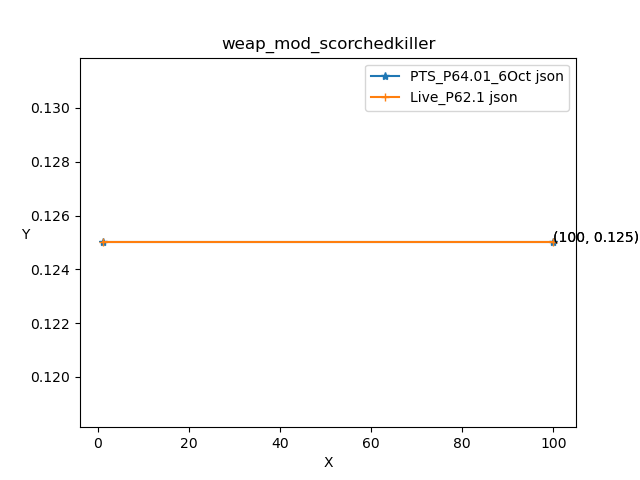 weap_mod_scorchedkiller
PTS_P64.01_6Oct json
Live_P62.1 json
0.130
0.128
0.126
Y
(100, 0.125)
0.124
0.122
0.120
0
20
40
60
80
100
X